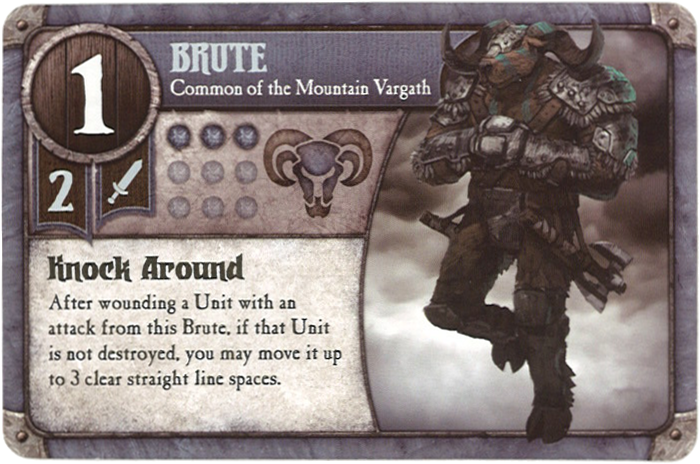 1
BRUTE
Common of the Mountain Vargath
2
Knock Around
After wounding a Unit with an
attack from this Brute, if that Unit
is not destroyed, you may move it up
to 3 clear straight line spaces.